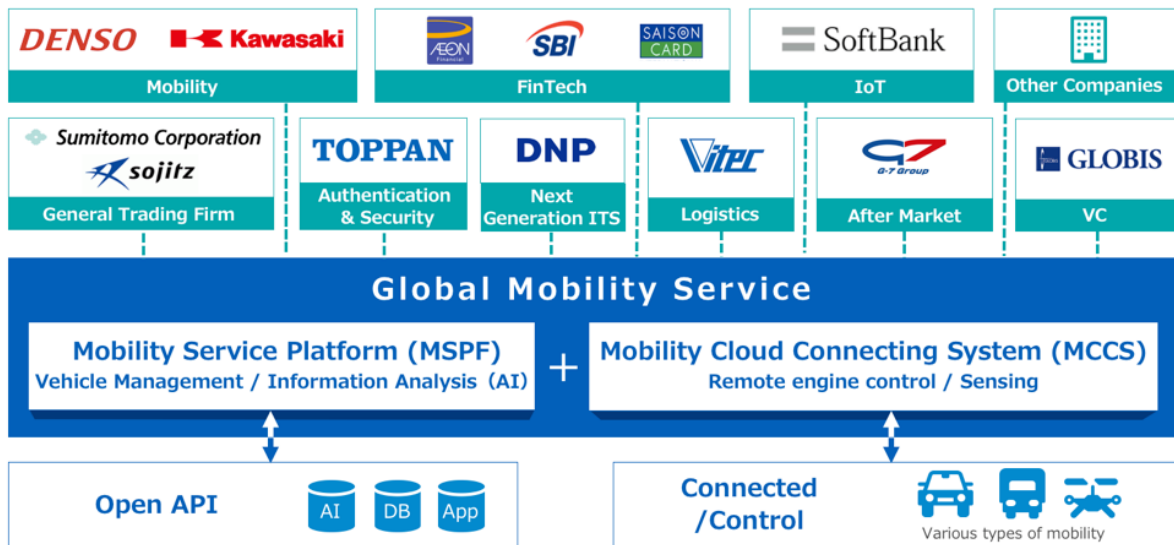 DENSO
Kawasaki
Mobility
ÆON
Financial
SBI
SAISON
CARD
FinTech
SoftBank
IoT
Other Companies
Sumitomo Corporation
sojitz
General Trading Firm
TOPPAN
Authentication
& Security
DNP
Next
Generation ITS
Vitec
Logistics
G-7 Group
After Market
GLOBIS
VC
Global Mobility Service
Mobility Service Platform (MSPF)
Vehicle Management / Information Analysis (AI)
+
Mobility Cloud Connecting System (MCCS)
Remote engine control / Sensing
Open API
AI
DB
App
Connected
/Control
Various types of mobility